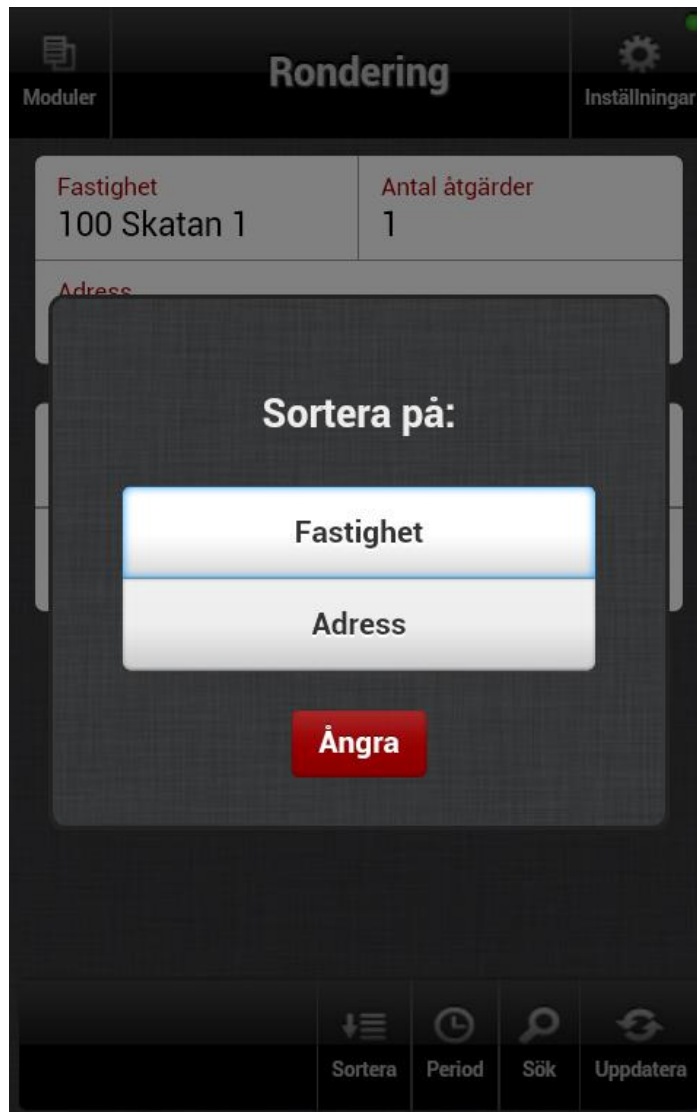 Moduler
Rondering
Inställningar
Fastighet
100 Skatan 1
Antal åtgärder
1
Adress
Sortera på:
Fastighet
Adress
Ångra
Sortera
Period
Sök
Uppdatera